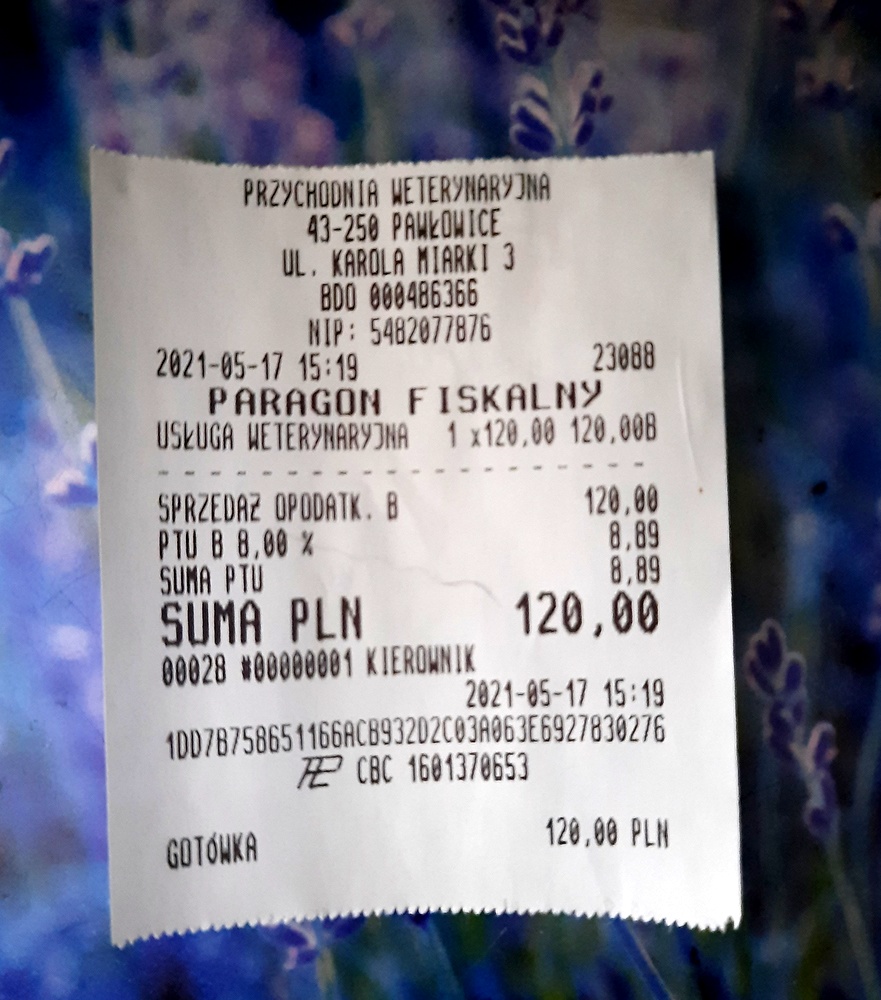 PRZYCHODNIA WETERYNARYJNA
43-250 PAWŁOWICE
UL. KAROLA MIARKI 3
BDO 000486366
NIP: 5482077876
2021-05-17 15:19 23088
PARAGON FISKALNY
USŁUGA WETERYNARYJNA 1 x120,00 120,00B
- - - - - - - - - - - - - - - - - - -
SPRZEDAŻ OPODATK. B 120,00
PTU B 8,00 % 8,89
SUMA PTU 8,89
SUMA PLN 120,00
00028 #00000001 KIEROWNIK
2021-05-17 15:19
1DD7B758651166ACB932D2C03A063E6927830276
CBC 1601370653
GOTÓWKA 120,00 PLN